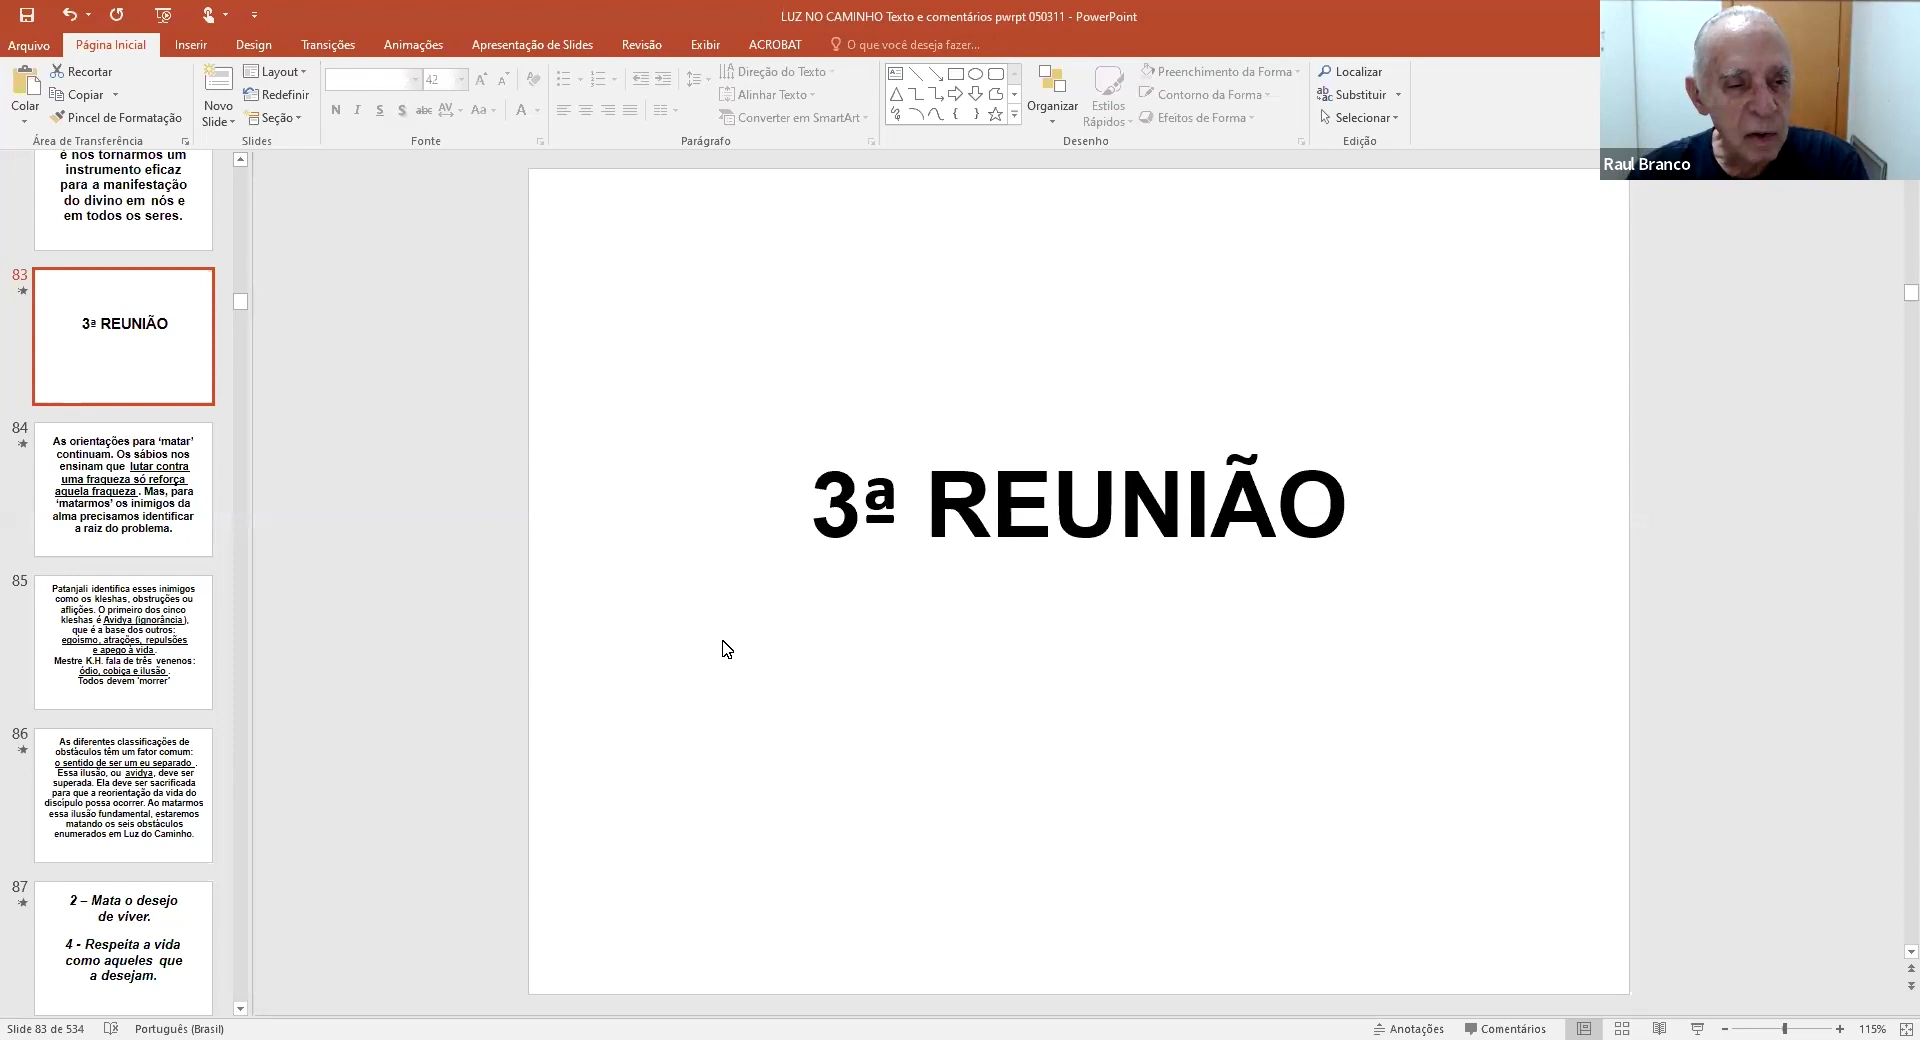 LUZ NO CAMINHO Texto e comentários pwrpt 050311 - PowerPoint
Arquivo Página Inicial Inserir Design Transições Animações Apresentação de Slides Revisão Exibir ACROBAT O que você deseja fazer...
Colar
Recortar
Copiar
Pincel de Formatação
Área de Transferência
Novo
Slide
Layout
Redefinir
Seção
Slides
42
N I S S abc AV Aa A
Fonte
Direção do Texto
Alinhar Texto
Converter em SmartArt
Parágrafo
Organizar
Estilos
Rápidos
Preenchimento da Forma
Contorno da Forma
Efeitos de Forma
Desenho
Localizar
Substituir
Selecionar
Edição
Raul Branco
é nos tornarmos um
instrumento eficaz
para a manifestação
do divino em nós e
em todos os seres.
83
3ª REUNIÃO
84
As orientações para ‘matar’
continuam. Os sábios nos
ensinam que lutar contra
uma fraqueza só reforça
aquela fraqueza . Mas, para
‘matarmos’ os inimigos da
alma precisamos identificar
a raiz do problema.
85
Patanjali identifica esses inimigos
como os kleshas, obstruções ou
aflições. O primeiro dos cinco
kleshas é Avidya (ignorância ),
que é a base dos outros:
egoísmo, atrações, repulsões
e apego à vida .
Mestre K.H. fala de três venenos:
ódio, cobiça e ilusão .
Todos devem ‘morrer’
86
As diferentes classificações de
obstáculos têm um fator comum:
o sentido de ser um eu separado .
Essa ilusão, ou avidya, deve ser
superada. Ela deve ser sacrificada
para que a reorientação da vida do
discípulo possa ocorrer. Ao matarmos
essa ilusão fundamental, estaremos
matando os seis obstáculos
enumerados em Luz do Caminho.
87
2 – Mata o desejo
de viver.
4 - Respeita a vida
como aqueles que
a desejam.
3ª REUNIÃO
Slide 83 de 534 Português (Brasil) Anotações Comentários 115%